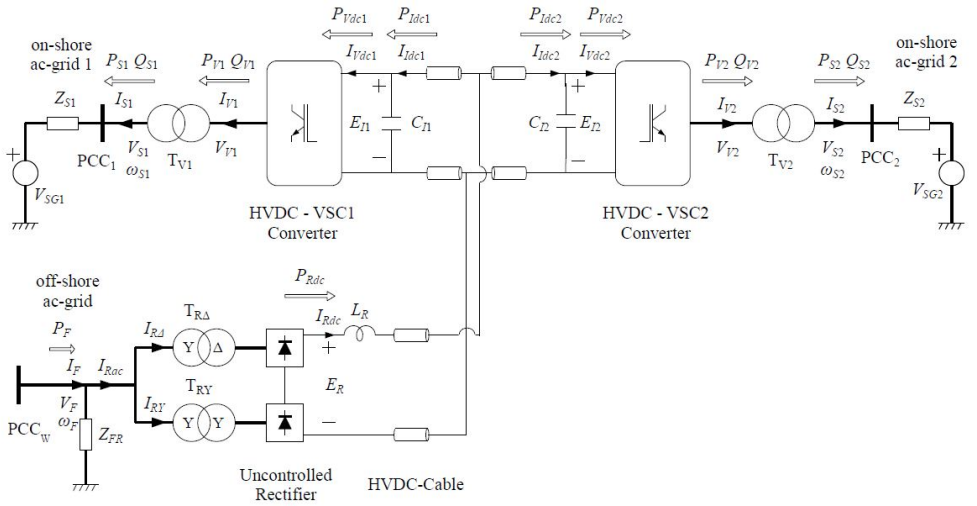 P_Vdc1 P_Idc1 P_Idc2 P_Vdc2
on-shore
ac-grid 1
P_S1 Q_S1
P_V1 Q_V1
I_Vdc1 I_Idc1 I_Idc2 I_Vdc2
P_V2 Q_V2
P_S2 Q_S2
on-shore
ac-grid 2
Z_S1 I_S1 I_V1
+ + + +
E_I1 C_I1 C_I2 E_I2
I_V2 I_S2 Z_S2
PCC_1 V_S1 T_V1 V_V1
ω_S1
− −
V_V2 T_V2 V_S2 PCC_2
ω_S2
V_SG1 V_SG2
HVDC - VSC1
Converter
HVDC - VSC2
Converter
off-shore
ac-grid
P_F
P_Rdc
T_RΔ
I_RΔ Y Δ
I_Rdc L_R
+
I_F I_Rac
T_RY
E_R
I_RY Y Y
−
PCC_W V_F
ω_F Z_FR
Uncontrolled
Rectifier
HVDC-Cable